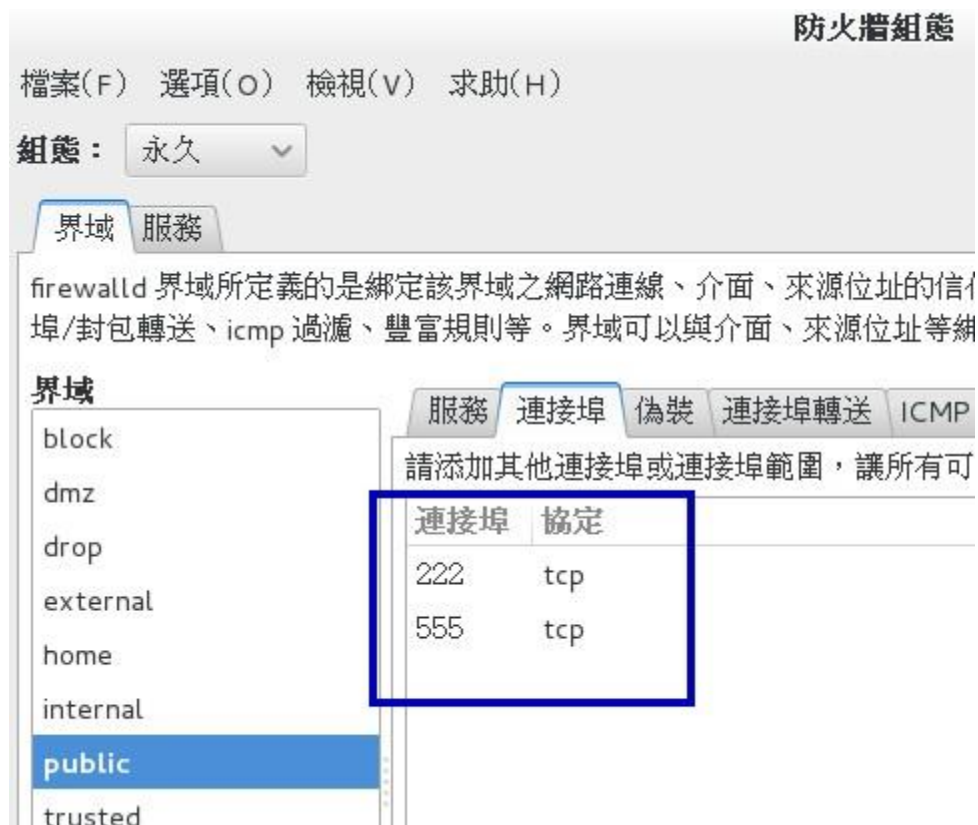 防火牆組態
檔案(F) 選項(O) 檢視(V) 求助(H)
組態： 永久
界域 服務
firewalld 界域所定義的是綁定該界域之網路連線、介面、來源位址的信
埠/封包轉送、icmp 過濾、豐富規則等。界域可以與介面、來源位址等綁
界域
服務 連接埠 偽裝 連接埠轉送 ICMP
請添加其他連接埠或連接埠範圍，讓所有可
連接埠 協定
222 tcp
555 tcp
block
dmz
drop
external
home
internal
public
trusted